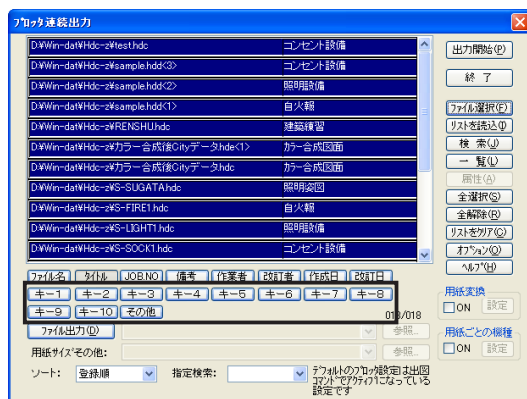 ﾌﾟﾛｯﾀ連続出力
D:¥Win-dat¥Hdc-z¥test.hdc コンセント設備
D:¥Win-dat¥Hdc-z¥sample.hdd<3> コンセント設備
D:¥Win-dat¥Hdc-z¥sample.hdd<2> 照明設備
D:¥Win-dat¥Hdc-z¥sample.hdd<1> 自火報
D:¥Win-dat¥Hdc-z¥RENSHU.hdc 建築練習
D:¥Win-dat¥Hdc-z¥カラー合成後Cityデータ.hde<1> ｶﾗｰ合成図面
D:¥Win-dat¥Hdc-z¥カラー合成後Cityデータ.hdc ｶﾗｰ合成図面
D:¥Win-dat¥Hdc-z¥S-SUGATA.hdc 照明姿図
D:¥Win-dat¥Hdc-z¥S-FIRE1.hdc 自火報
D:¥Win-dat¥Hdc-z¥S-LIGHT1.hdc 照明設備
D:¥Win-dat¥Hdc-z¥S-SOCK1.hdc コンセント設備
出力開始(P)
終 了
ﾌｧｲﾙ選択(F)
ﾘｽﾄを読込(I)
検 索(J)
一 覧(L)
属性(A)
全選択(S)
全解除(R)
ﾘｽﾄをｸﾘｱ(C)
ｵﾌﾟｼｮﾝ(O)
ﾍﾙﾌﾟ(H)
ﾌｧｲﾙ名 ﾀｲﾄﾙ JOB.NO 備考 作業者 改訂者 作成日 改訂日
キー1 キー2 キー3 キー4 キー5 キー6 キー7 キー8
キー9 キー10 その他
018/018
用紙変換
ON 設定
ﾌｧｲﾙ出力(D) 参照..
用紙ｻｲｽﾞその他: 参照..
用紙ごとの機種
ON 設定
ソート: 登録順 指定検索:
ﾃﾞﾌｫﾙﾄのﾌﾟﾛｯﾀ設定は出図
ｺﾏﾝﾄﾞでｱｸﾃｨﾌﾞになっている
設定です